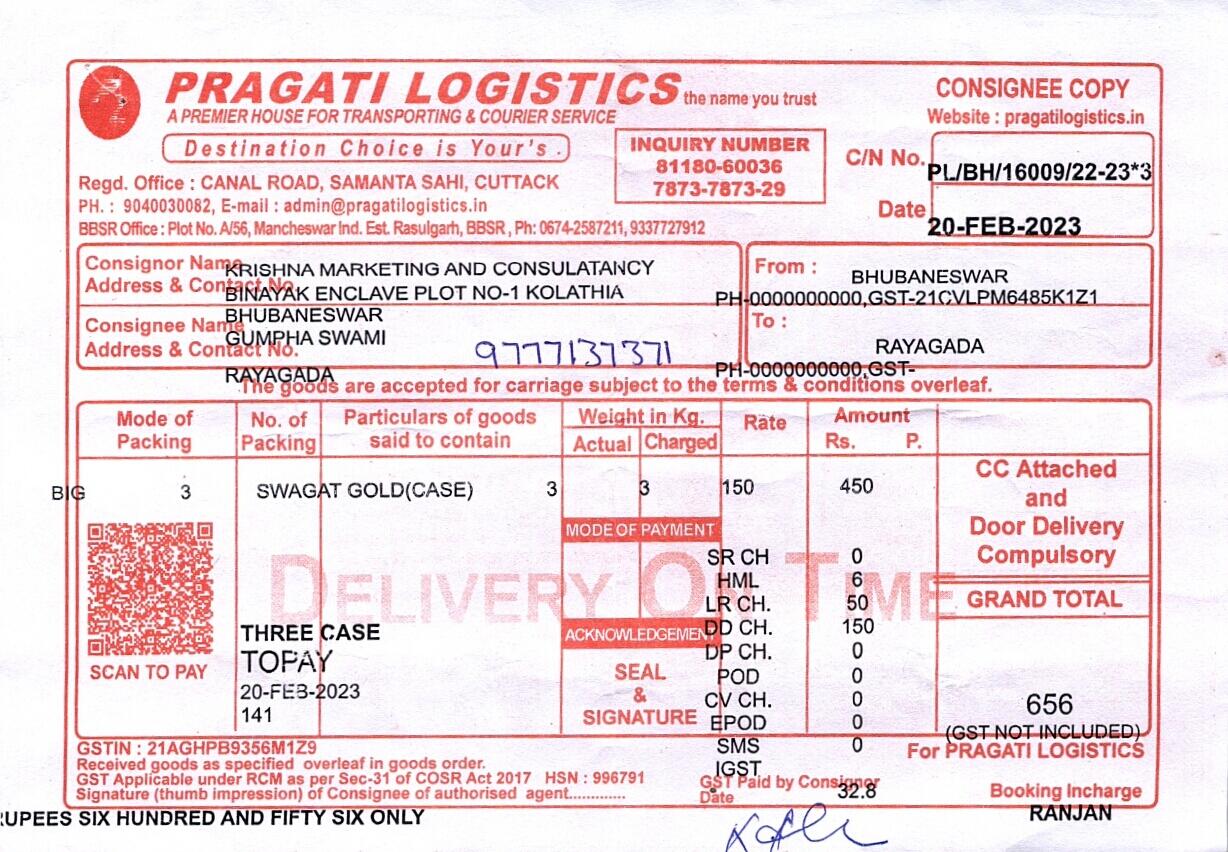 PRAGATI LOGISTICS the name you trust
A PREMIER HOUSE FOR TRANSPORTING & COURIER SERVICE
Destination Choice is Your's .
Regd. Office : CANAL ROAD, SAMANTA SAHI, CUTTACK
PH. : 9040030082, E-mail : admin@pragatilogistics.in
BBSR Office : Plot No. A/56, Mancheswar Ind. Est. Rasulgarh, BBSR , Ph: 0674-2587211, 9337727912
INQUIRY NUMBER
81180-60036
7873-7873-29
CONSIGNEE COPY
Website : pragatilogistics.in
C/N No. PL/BH/16009/22-23*3
Date 20-FEB-2023
Consignor Name KRISHNA MARKETING AND CONSULATANCY
Address & Contact No. BINAYAK ENCLAVE PLOT NO-1 KOLATHIA
BHUBANESWAR
From : BHUBANESWAR
PH-0000000000,GST-21CVLPM6485K1Z1
Consignee Name GUMPHA SWAMI
Address & Contact No. 9777137371
RAYAGADA
To : RAYAGADA
PH-0000000000,GST-
The goods are accepted for carriage subject to the terms & conditions overleaf.
Mode of Packing No. of Packing Particulars of goods said to contain Weight in Kg. Actual Charged Rate Amount Rs. P.
BIG 3 SWAGAT GOLD(CASE) 3 3 150 450
CC Attached
and
Door Delivery
Compulsory
MODE OF PAYMENT
DELIVERY ON TIME
SR CH 0
HML 6
LR CH. 50
DD CH. 150
DP CH. 0
POD 0
CV CH. 0
EPOD 0
SMS 0
IGST
32.8
GRAND TOTAL
656
(GST NOT INCLUDED)
ACKNOWLEDGEMENT
SEAL
&
SIGNATURE
SCAN TO PAY
THREE CASE
TOPAY
20-FEB-2023
141
GSTIN : 21AGHPB9356M1Z9
Received goods as specified overleaf in goods order.
GST Applicable under RCM as per Sec-31 of COSR Act 2017 HSN : 996791
Signature (thumb impression) of Consignee of authorised agent.............
GST Paid by Consignor
Date
For PRAGATI LOGISTICS
Booking Incharge
RANJAN
RUPEES SIX HUNDRED AND FIFTY SIX ONLY